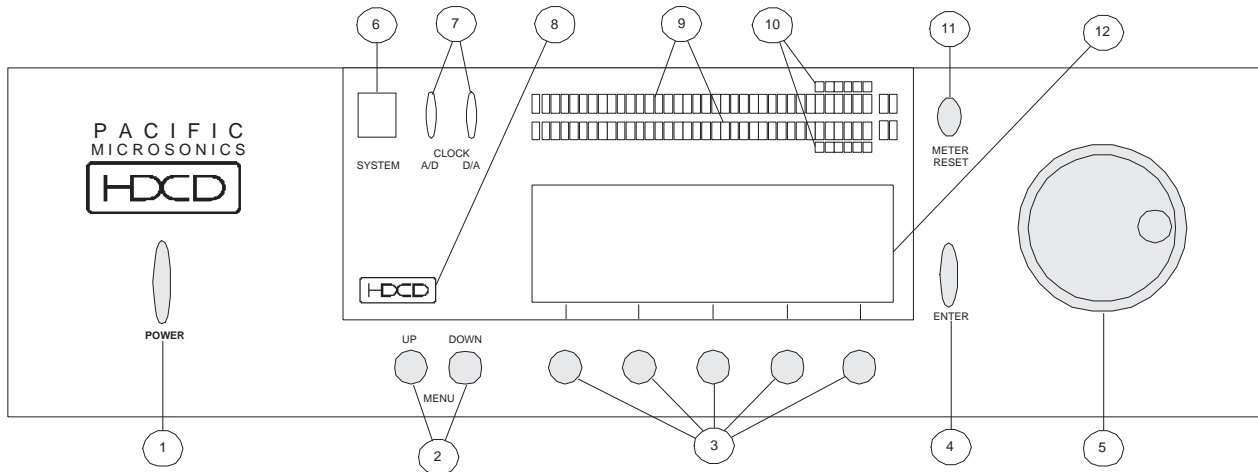 6 7 8 9 10 11 12
PACIFIC
MICROSONICS
HDCD
SYSTEM
CLOCK
A/D D/A
METER
RESET
HDCD
POWER
ENTER
UP DOWN
MENU
1 2 3 4 5